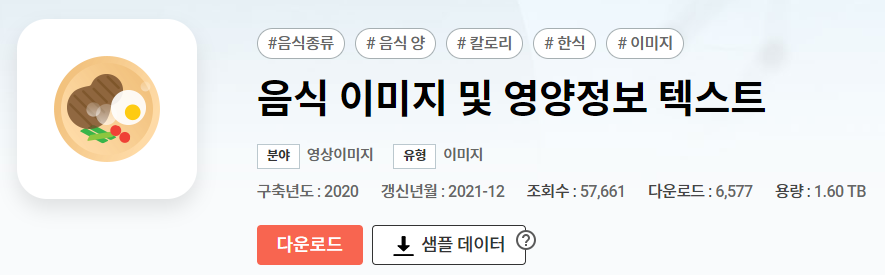 #음식종류 # 음식 양 # 칼로리 # 한식 # 이미지
음식 이미지 및 영양정보 텍스트
분야 영상이미지 유형 이미지
구축년도 : 2020 갱신년월 : 2021-12 조회수 : 57,661 다운로드 : 6,577 용량 : 1.60 TB
다운로드 샘플 데이터 ?